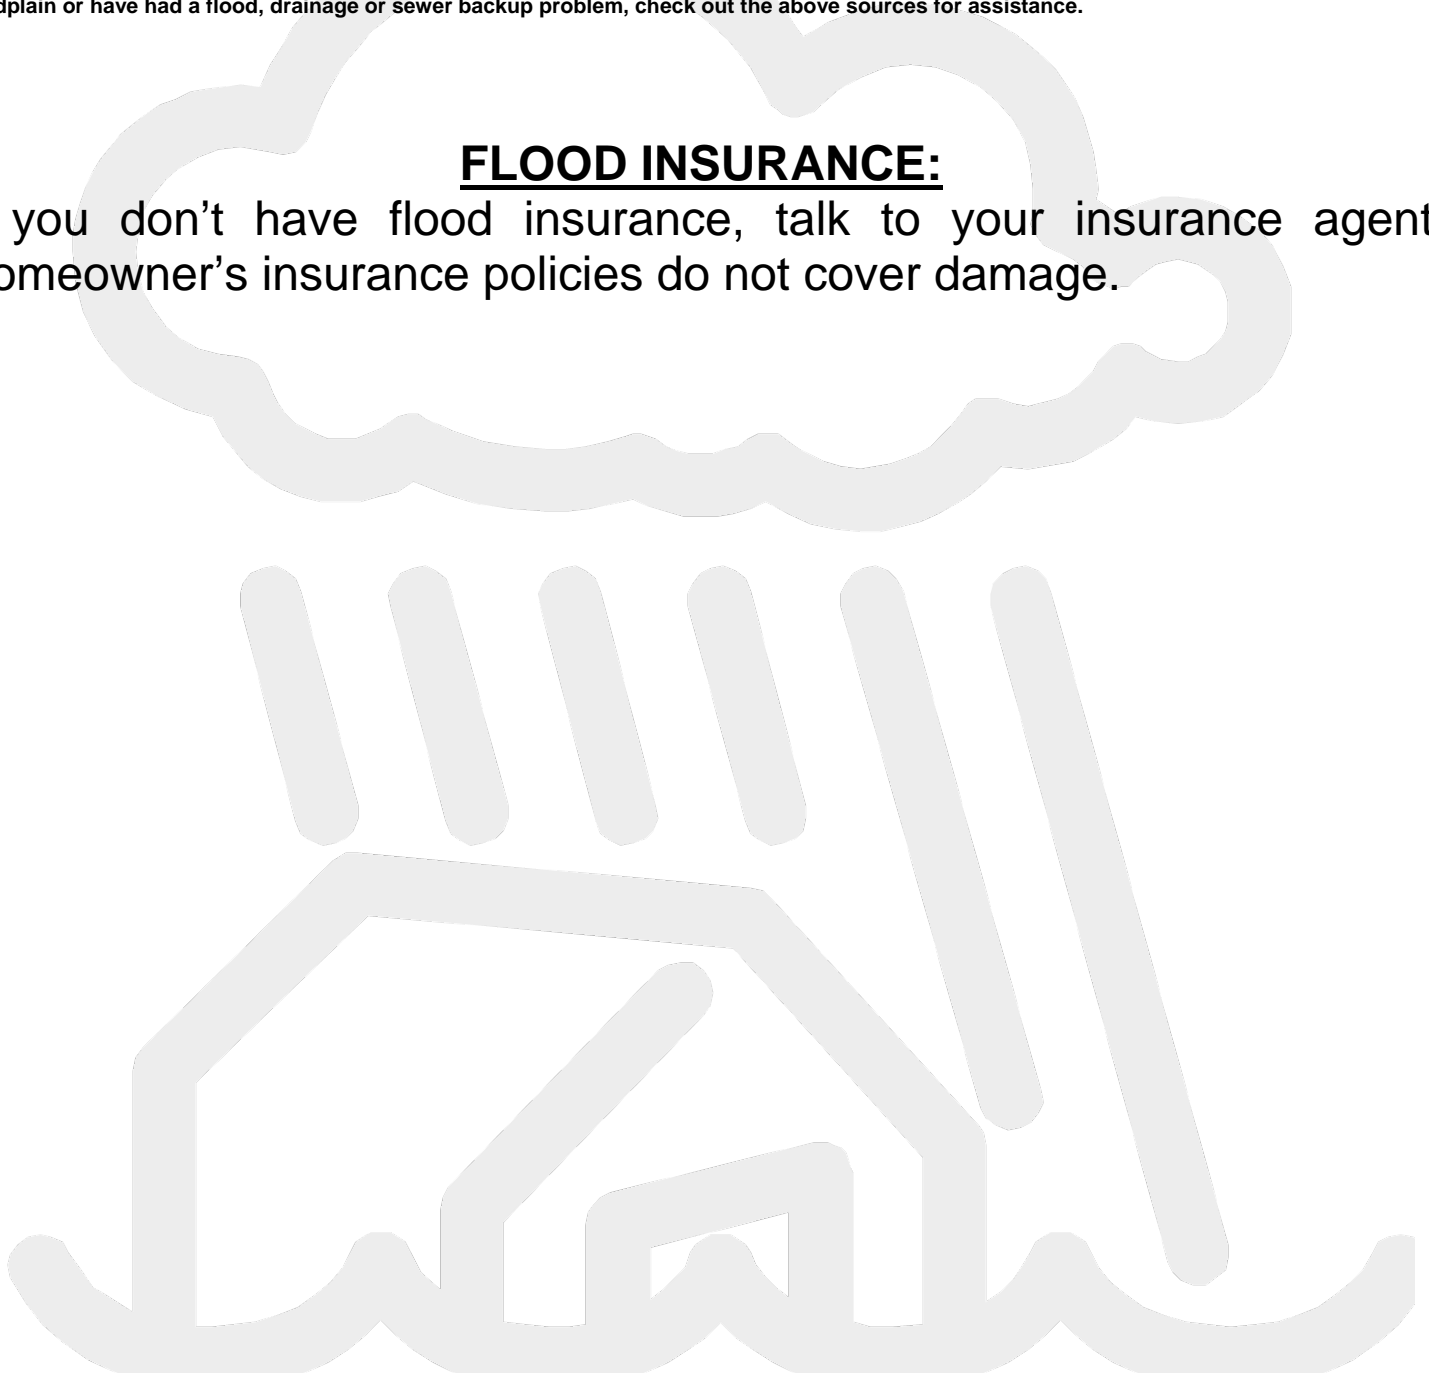 dplain or have had a flood, drainage or sewer backup problem, check out the above sources for assistance.
FLOOD INSURANCE:
you don’t have flood insurance, talk to your insurance agent
omeowner’s insurance policies do not cover damage.